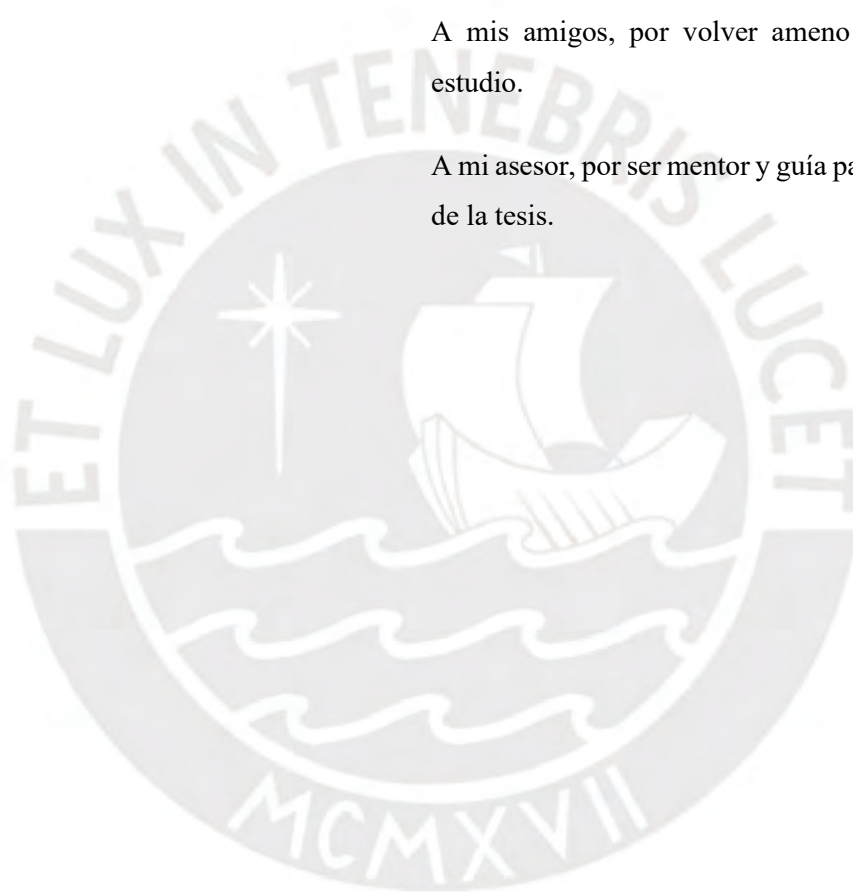 A mis amigos, por volver ameno
estudio.
A mi asesor, por ser mentor y guía
de la tesis.
ET LUX IN TENEBRIS LUCET
MCMXVII